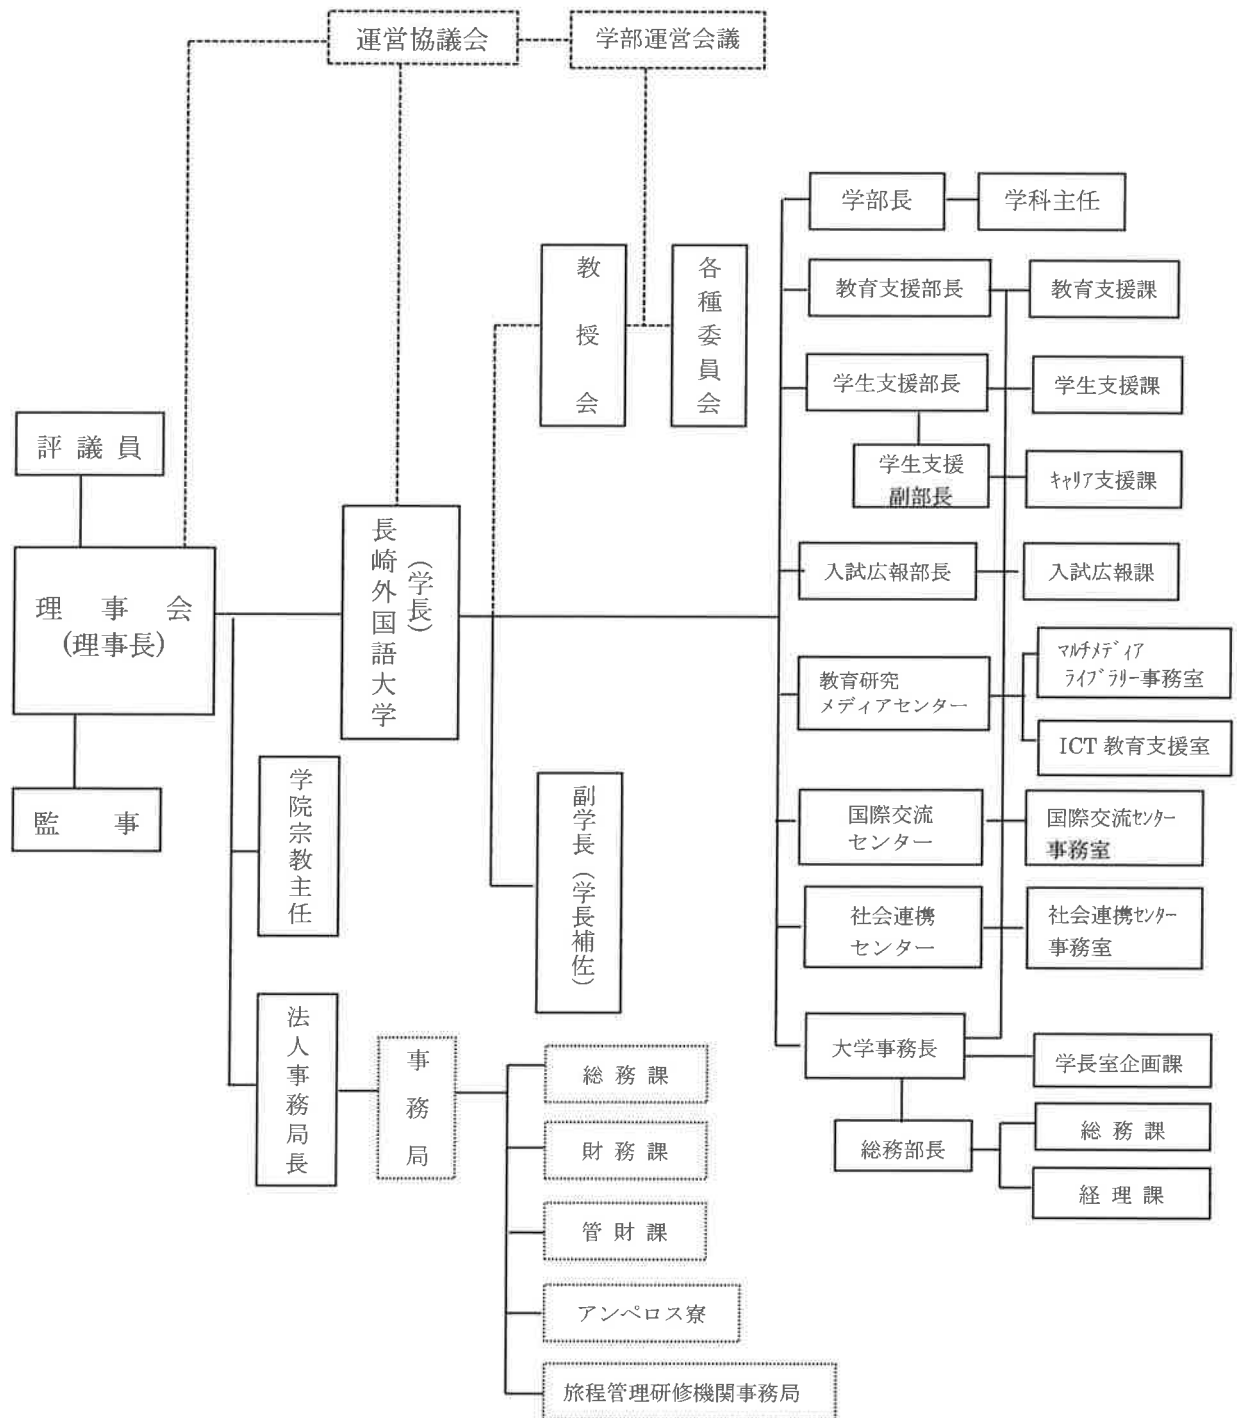 運営協議会
学部運営会議
学部長
学科主任
教授会
各種委員会
教育支援部長
教育支援課
学生支援部長
学生支援課
評議員
学生支援
副部長
キャリア支援課
長崎外国語大学
(学長)
入試広報部長
入試広報課
理事会
(理事長)
教育研究
メディアセンター
マルチメディア
ライブラリー事務室
ICT 教育支援室
監事
学院宗教主任
副学長(学長補佐)
国際交流
センター
国際交流センター
事務室
社会連携
センター
社会連携センター
事務室
法人事務局長
事務局
大学事務長
学長室企画課
総務部長
総務課
経理課
総務課
財務課
管財課
アンペロス寮
旅程管理研修機関事務局